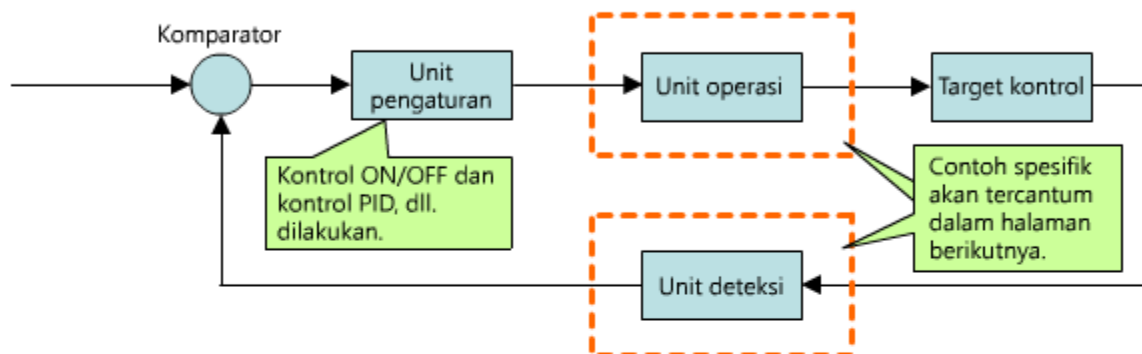 Komparator
Unit
pengaturan
Unit operasi
Target kontrol
Kontrol ON/OFF dan
kontrol PID, dll.
dilakukan.
Contoh spesifik
akan tercantum
dalam halaman
berikutnya.
Unit deteksi